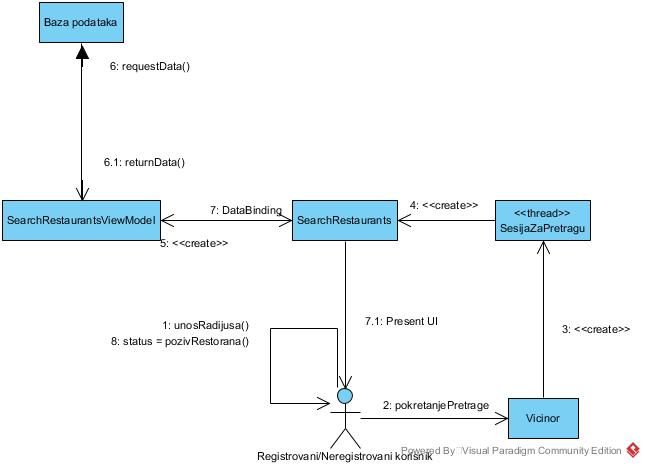 Baza podataka
6: requestData()
6.1: returnData()
SearchRestaurantsViewModel
7: DataBinding
5: <<create>>
SearchRestaurants
4: <<create>>
<<thread>>
SesijaZaPretragu
1: unosRadijusa()
8: status = pozivRestorana()
7.1: Present UI
3: <<create>>
2: pokretanjePretrage
Vicinor
Registrovani/Neregistrovani korisnik
Powered By Visual Paradigm Community Edition